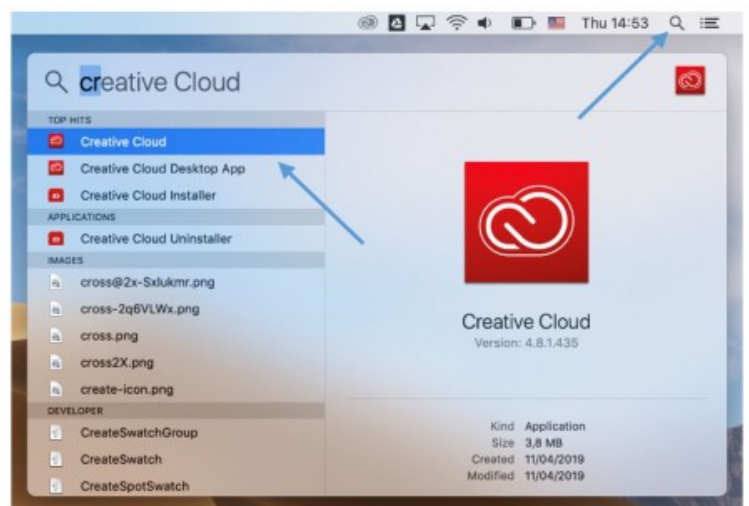 Thu 14:53
creative Cloud
TOP HITS
Creative Cloud
Creative Cloud Desktop App
Creative Cloud Installer
APPLICATIONS
Creative Cloud Uninstaller
IMAGES
cross@2x-Sxlukmr.png
cross-2q6VLWx.png
cross.png
cross2X.png
create-icon.png
DEVELOPER
CreateSwatchGroup
CreateSwatch
CreateSpotSwatch
Creative Cloud
Version: 4.8.1.435
Kind Application
Size 3,8 MB
Created 11/04/2019
Modified 11/04/2019